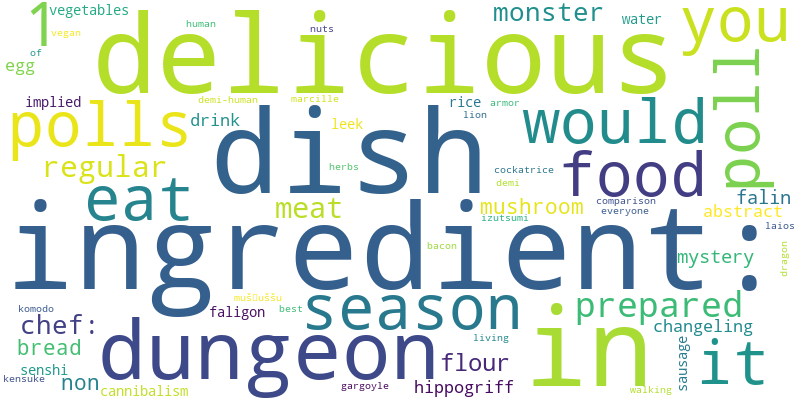 1
vegetables
vegan
of
egg
human
nuts
delicious
monster
water
you
implied
demi-human
marcille
polls
drink
leek
rice
armor
lion
would
poll
regular
herbs
dish
cockatrice
demi
food
comparison
everyone
falin
abstract
laios
eat
meat
mushroom
izutsumi
ingredient:
bacon
mystery
dragon
komodo
best
faligon
season
prepared
changeling
chef:
bread
senshi
kensuke
non
cannibalism
dungeon
gargoyle
living
flour
hippogriff
in
walking
sausage
it